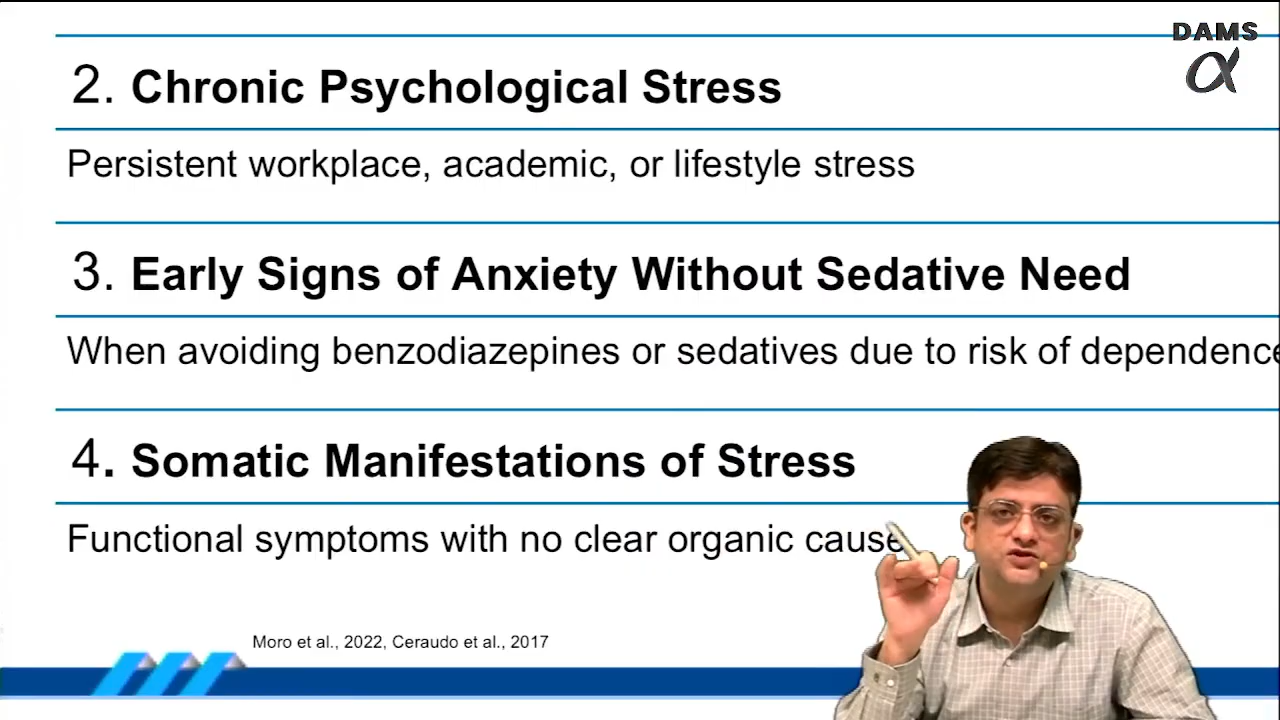 DAMS
α
2. Chronic Psychological Stress
Persistent workplace, academic, or lifestyle stress
3. Early Signs of Anxiety Without Sedative Need
When avoiding benzodiazepines or sedatives due to risk of dependence
4. Somatic Manifestations of Stress
Functional symptoms with no clear organic cause
Moro et al., 2022, Ceraudo et al., 2017